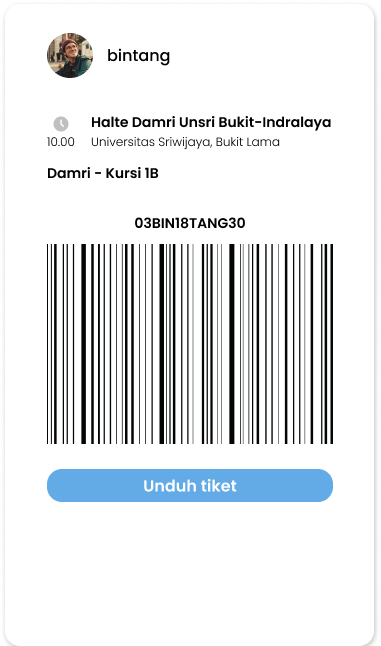 bintang
Halte Damri Unsri Bukit-Indralaya
10.00 Universitas Sriwijaya, Bukit Lama
Damri - Kursi 1B
03BIN18TANG30
Unduh tiket